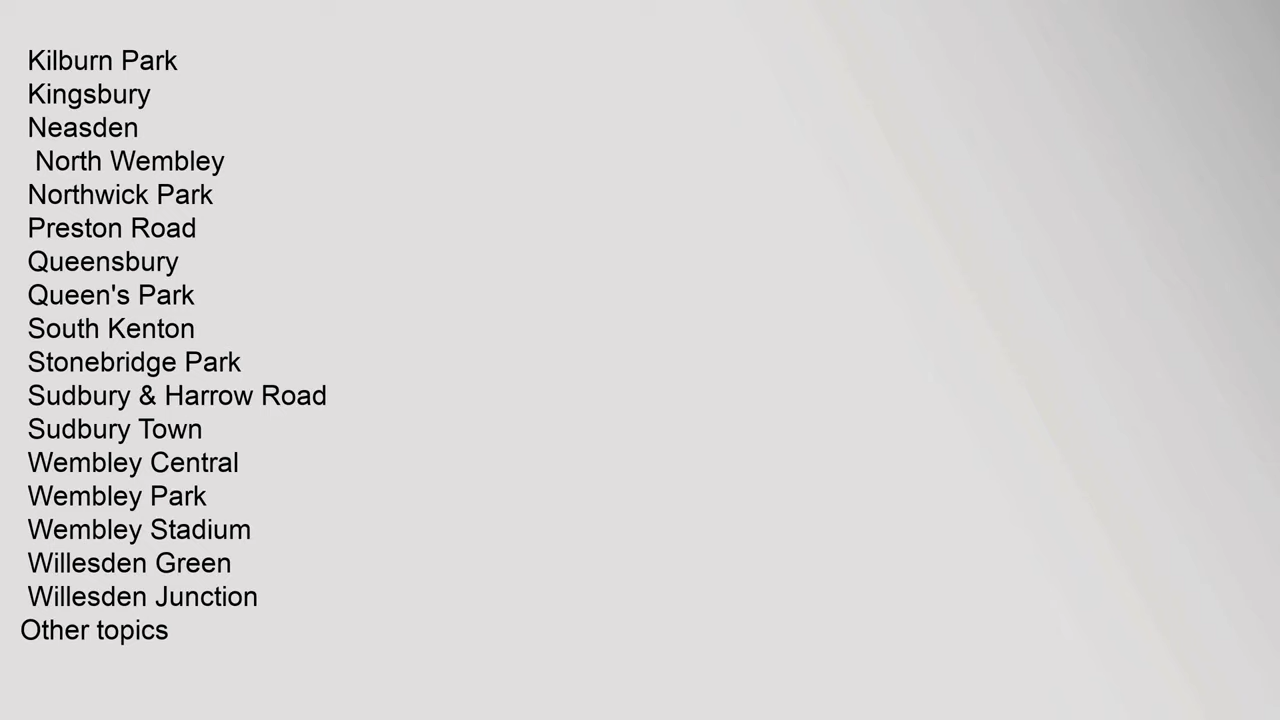 Kilburn Park
Kingsbury
Neasden
North Wembley
Northwick Park
Preston Road
Queensbury
Queen's Park
South Kenton
Stonebridge Park
Sudbury & Harrow Road
Sudbury Town
Wembley Central
Wembley Park
Wembley Stadium
Willesden Green
Willesden Junction
Other topics